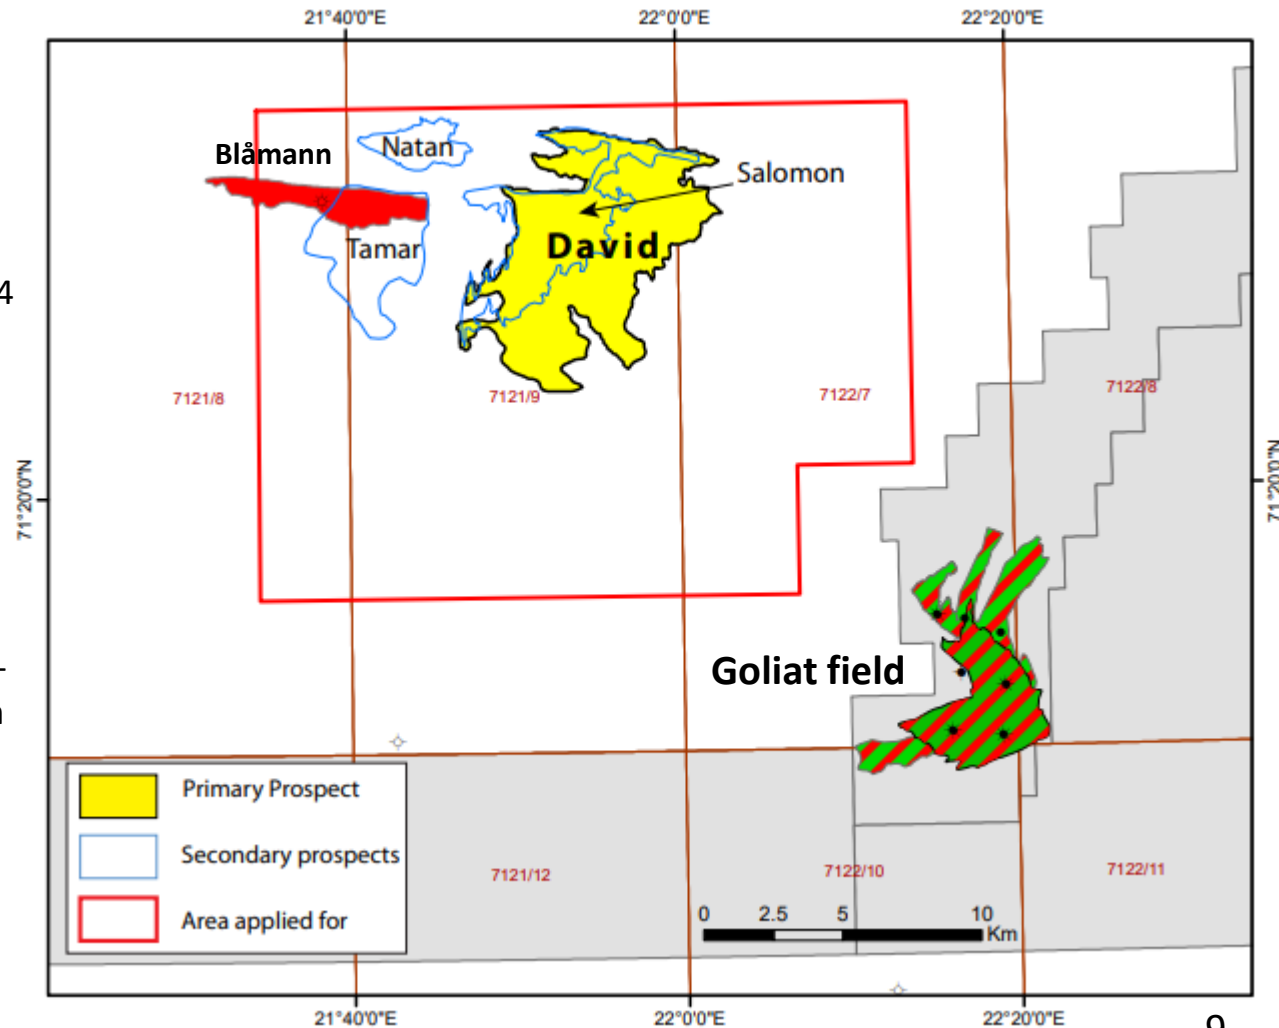 21°40'0"E
22°0'0"E
22°20'0"E
Natan
Blåmann
Salomon
David
Tamar
4
7121/8
7121/9
7122/7
7122/8
71°20'0"N
71°20'0"N
Goliat field
Primary Prospect
Secondary prospects
Area applied for
7121/12
7122/10
7122/11
0 2.5 5 10
Km
21°40'0"E
22°0'0"E
22°20'0"E